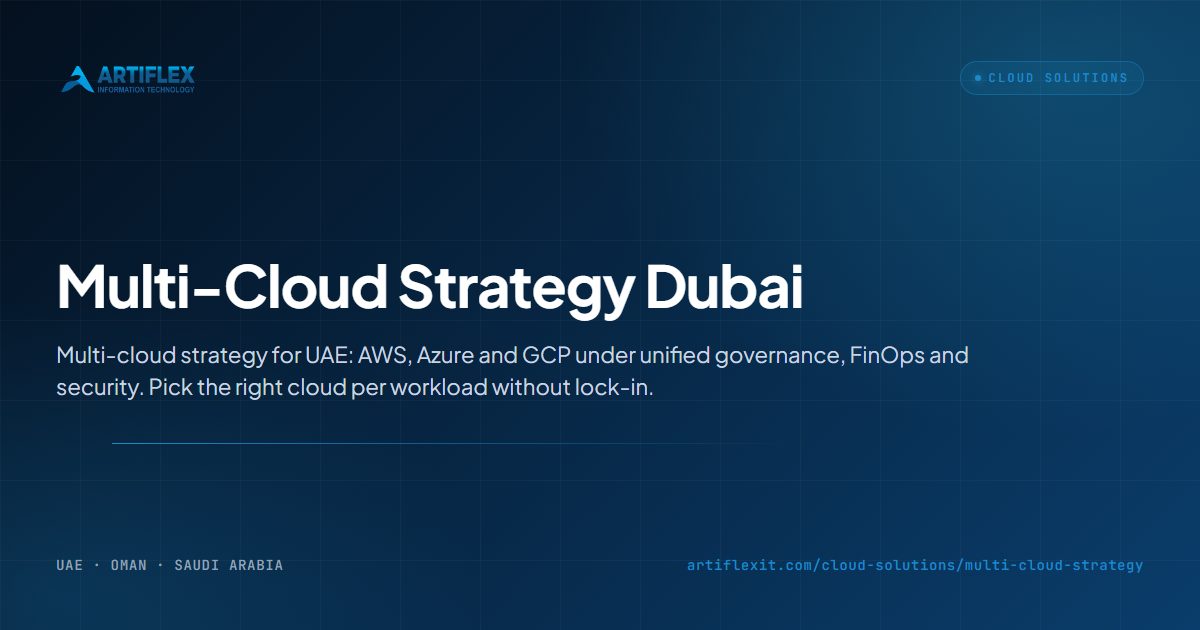 ARTIFLEX
INFORMATION TECHNOLOGY
CLOUD SOLUTIONS
Multi-Cloud Strategy Dubai
Multi-cloud strategy for UAE: AWS, Azure and GCP under unified governance, FinOps and
security. Pick the right cloud per workload without lock-in.
UAE · OMAN · SAUDI ARABIA
artiflexit.com/cloud-solutions/multi-cloud-strategy